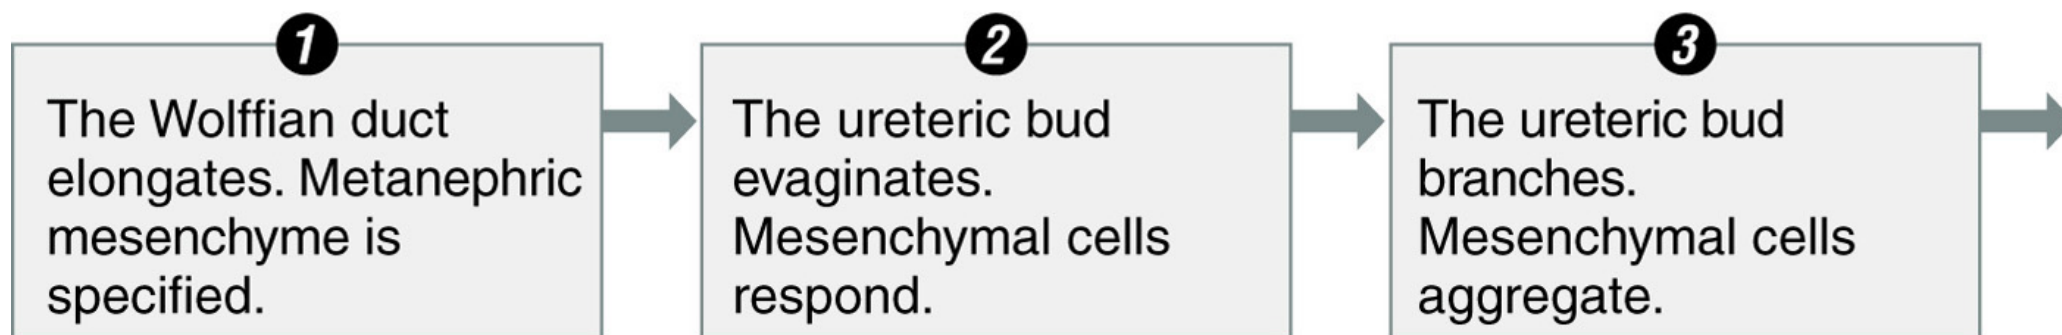 1
The Wolffian duct
elongates. Metanephric
mesenchyme is
specified.
2
The ureteric bud
evaginates.
Mesenchymal cells
respond.
3
The ureteric bud
branches.
Mesenchymal cells
aggregate.